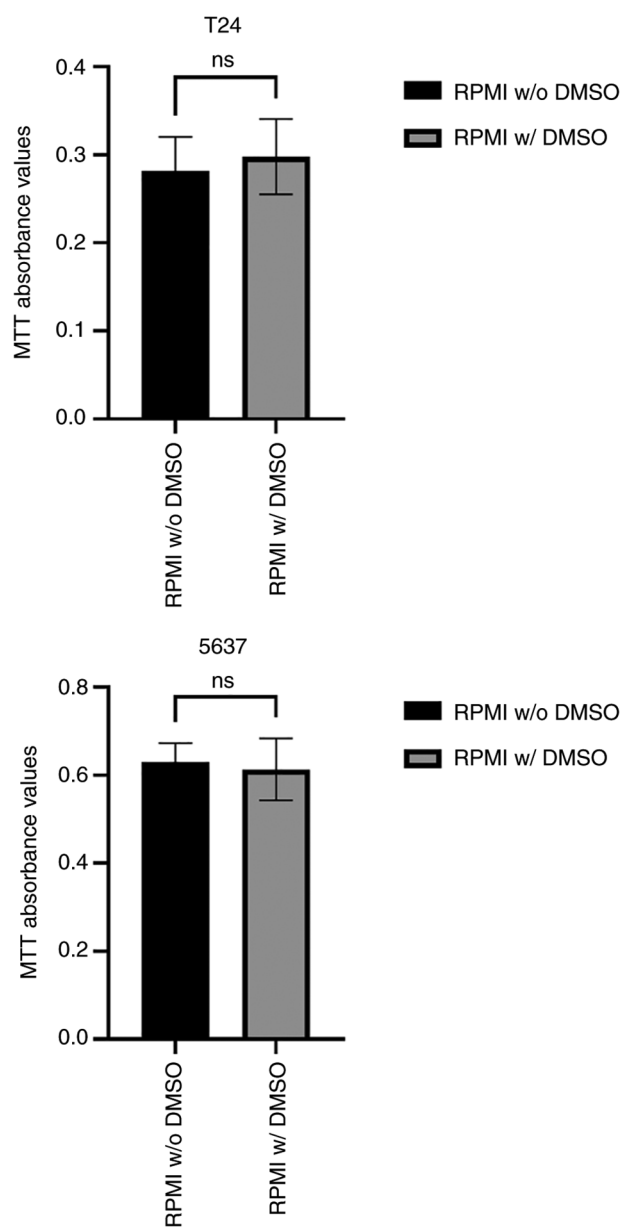 T24
ns
0.4
0.3
0.2
0.1
0.0
MTT absorbance values
RPMI w/o DMSO
RPMI w/ DMSO
RPMI w/o DMSO
RPMI w/ DMSO
5637
ns
0.8
0.6
0.4
0.2
0.0
MTT absorbance values
RPMI w/o DMSO
RPMI w/ DMSO
RPMI w/o DMSO
RPMI w/ DMSO